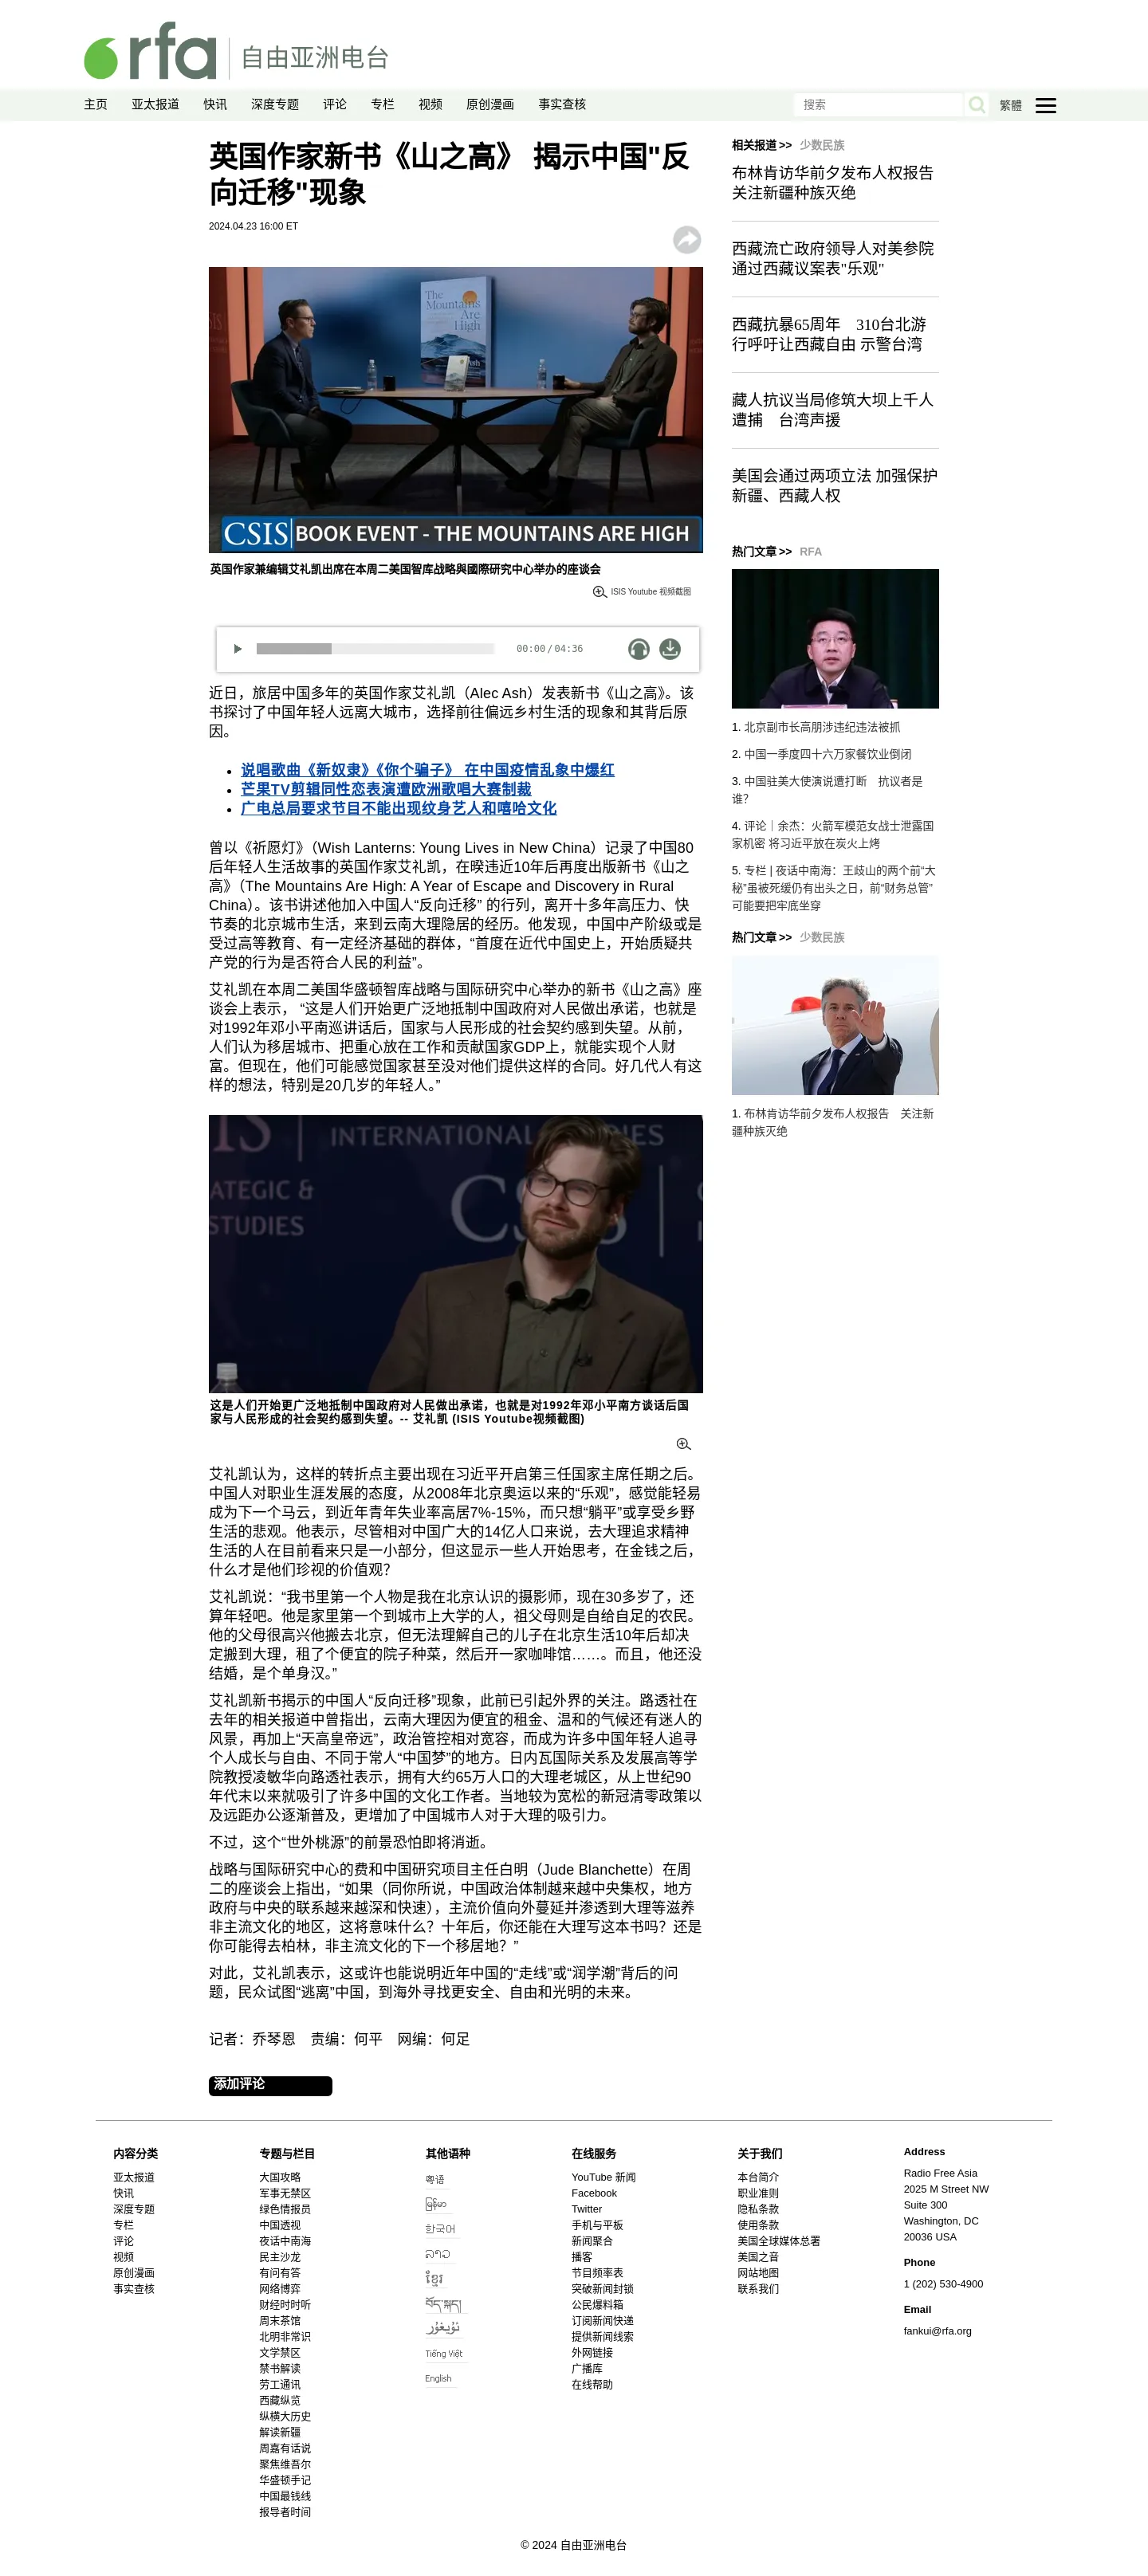 rfa 自由亚洲电台
主页 亚太报道 快讯 深度专题 评论 专栏 视频 原创漫画 事实查核 搜索 繁體
英国作家新书《山之高》 揭示中国"反
向迁移"现象
2024.04.23 16:00 ET
The Mountains Are High
CSIS BOOK EVENT - THE MOUNTAINS ARE HIGH
英国作家兼编辑艾礼凯出席在本周二美国智库战略與國際研究中心举办的座谈会
ISIS Youtube 视频截图
00:00/04:36
近日，旅居中国多年的英国作家艾礼凯（Alec Ash）发表新书《山之高》。该
书探讨了中国年轻人远离大城市，选择前往偏远乡村生活的现象和其背后原
因。
说唱歌曲《新奴隶》《你个骗子》 在中国疫情乱象中爆红
芒果TV剪辑同性恋表演遭欧洲歌唱大赛制裁
广电总局要求节目不能出现纹身艺人和嘻哈文化
曾以《祈愿灯》（Wish Lanterns: Young Lives in New China）记录了中国80
后年轻人生活故事的英国作家艾礼凯，在暌违近10年后再度出版新书《山之
高》（The Mountains Are High: A Year of Escape and Discovery in Rural
China）。该书讲述他加入中国人“反向迁移” 的行列，离开十多年高压力、快
节奏的北京城市生活，来到云南大理隐居的经历。他发现，中国中产阶级或是
受过高等教育、有一定经济基础的群体，“首度在近代中国史上，开始质疑共
产党的行为是否符合人民的利益”。
艾礼凯在本周二美国华盛顿智库战略与国际研究中心举办的新书《山之高》座
谈会上表示， “这是人们开始更广泛地抵制中国政府对人民做出承诺，也就是
对1992年邓小平南巡讲话后，国家与人民形成的社会契约感到失望。从前，
人们认为移居城市、把重心放在工作和贡献国家GDP上，就能实现个人财
富。但现在，他们可能感觉国家甚至没对他们提供这样的合同。好几代人有这
样的想法，特别是20几岁的年轻人。”
INTERNATIONAL
ATEGIC &
STUDIES
CSIS
这是人们开始更广泛地抵制中国政府对人民做出承诺，也就是对1992年邓小平南方谈话后国
家与人民形成的社会契约感到失望。-- 艾礼凯 (ISIS Youtube视频截图)
艾礼凯认为，这样的转折点主要出现在习近平开启第三任国家主席任期之后。
中国人对职业生涯发展的态度，从2008年北京奥运以来的“乐观”，感觉能轻易
成为下一个马云，到近年青年失业率高居7%-15%，而只想“躺平”或享受乡野
生活的悲观。他表示，尽管相对中国广大的14亿人口来说，去大理追求精神
生活的人在目前看来只是一小部分，但这显示一些人开始思考，在金钱之后，
什么才是他们珍视的价值观？
艾礼凯说：“我书里第一个人物是我在北京认识的摄影师，现在30多岁了，还
算年轻吧。他是家里第一个到城市上大学的人，祖父母则是自给自足的农民。
他的父母很高兴他搬去北京，但无法理解自己的儿子在北京生活10年后却决
定搬到大理，租了个便宜的院子种菜，然后开一家咖啡馆……。而且，他还没
结婚，是个单身汉。”
艾礼凯新书揭示的中国人“反向迁移”现象，此前已引起外界的关注。路透社在
去年的相关报道中曾指出，云南大理因为便宜的租金、温和的气候还有迷人的
风景，再加上“天高皇帝远”，政治管控相对宽容，而成为许多中国年轻人追寻
个人成长与自由、不同于常人“中国梦”的地方。日内瓦国际关系及发展高等学
院教授凌敏华向路透社表示，拥有大约65万人口的大理老城区，从上世纪90
年代末以来就吸引了许多中国的文化工作者。当地较为宽松的新冠清零政策以
及远距办公逐渐普及，更增加了中国城市人对于大理的吸引力。
不过，这个“世外桃源”的前景恐怕即将消逝。
战略与国际研究中心的费和中国研究项目主任白明（Jude Blanchette）在周
二的座谈会上指出，“如果（同你所说，中国政治体制越来越中央集权，地方
政府与中央的联系越来越深和快速），主流价值向外蔓延并渗透到大理等滋养
非主流文化的地区，这将意味什么？十年后，你还能在大理写这本书吗？还是
你可能得去柏林，非主流文化的下一个移居地？”
对此，艾礼凯表示，这或许也能说明近年中国的“走线”或“润学潮”背后的问
题，民众试图“逃离”中国，到海外寻找更安全、自由和光明的未来。
记者：乔琴恩　责编：何平　网编：何足
添加评论
相关报道 >> 少数民族
布林肯访华前夕发布人权报告
关注新疆种族灭绝
西藏流亡政府领导人对美参院
通过西藏议案表"乐观"
西藏抗暴65周年　310台北游
行呼吁让西藏自由 示警台湾
藏人抗议当局修筑大坝上千人
遭捕　台湾声援
美国会通过两项立法 加强保护
新疆、西藏人权
热门文章 >> RFA
1. 北京副市长高朋涉违纪违法被抓
2. 中国一季度四十六万家餐饮业倒闭
3. 中国驻美大使演说遭打断　抗议者是
谁？
4. 评论｜余杰：火箭军模范女战士泄露国
家机密 将习近平放在炭火上烤
5. 专栏 | 夜话中南海：王歧山的两个前“大
秘”虽被死缓仍有出头之日，前“财务总管”
可能要把牢底坐穿
热门文章 >> 少数民族
1. 布林肯访华前夕发布人权报告　关注新
疆种族灭绝
内容分类
亚太报道
快讯
深度专题
专栏
评论
视频
原创漫画
事实查核
专题与栏目
大国攻略
军事无禁区
绿色情报员
中国透视
夜话中南海
民主沙龙
有问有答
网络博弈
财经时时听
周末茶馆
北明非常识
文学禁区
禁书解读
劳工通讯
西藏纵览
纵横大历史
解读新疆
周嘉有话说
聚焦维吾尔
华盛顿手记
中国最钱线
报导者时间
其他语种
粤语
မြန်မာ
한국어
ລາວ
ខ្មែរ
བོད་སྐད།
ئۇيغۇر
Tiếng Việt
English
在线服务
YouTube 新闻
Facebook
Twitter
手机与平板
新闻聚合
播客
节目频率表
突破新闻封锁
公民爆料箱
订阅新闻快递
提供新闻线索
外网链接
广播库
在线帮助
关于我们
本台简介
职业准则
隐私条款
使用条款
美国全球媒体总署
美国之音
网站地图
联系我们
Address
Radio Free Asia
2025 M Street NW
Suite 300
Washington, DC
20036 USA
Phone
1 (202) 530-4900
Email
fankui@rfa.org
© 2024 自由亚洲电台